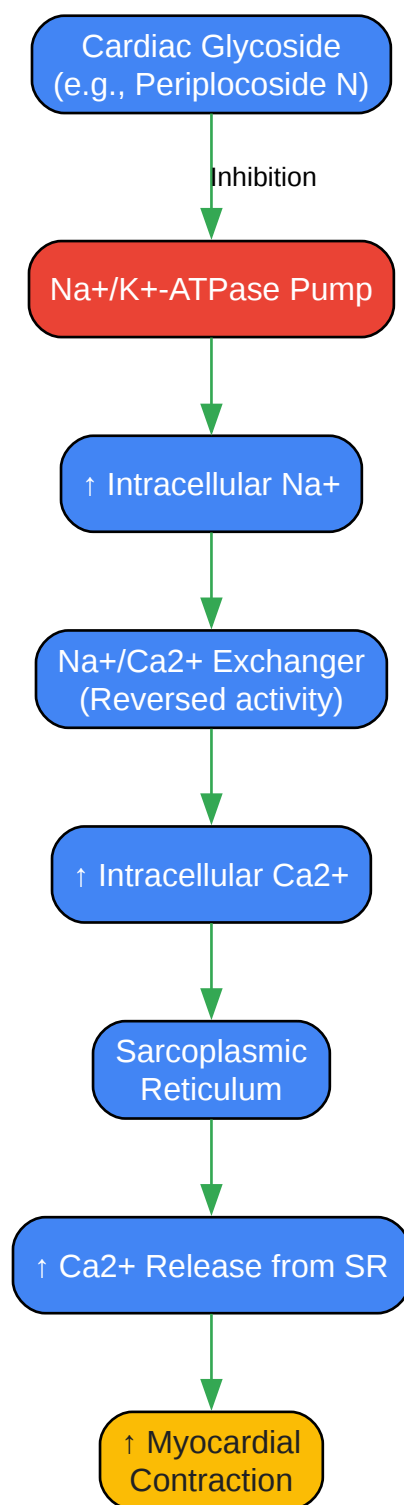 Cardiac Glycoside
(e.g., Periplocoside N)
Inhibition
Na+/K+-ATPase Pump
↑ Intracellular Na+
Na+/Ca2+ Exchanger
(Reversed activity)
↑ Intracellular Ca2+
Sarcoplasmic
Reticulum
↑ Ca2+ Release from SR
↑ Myocardial
Contraction